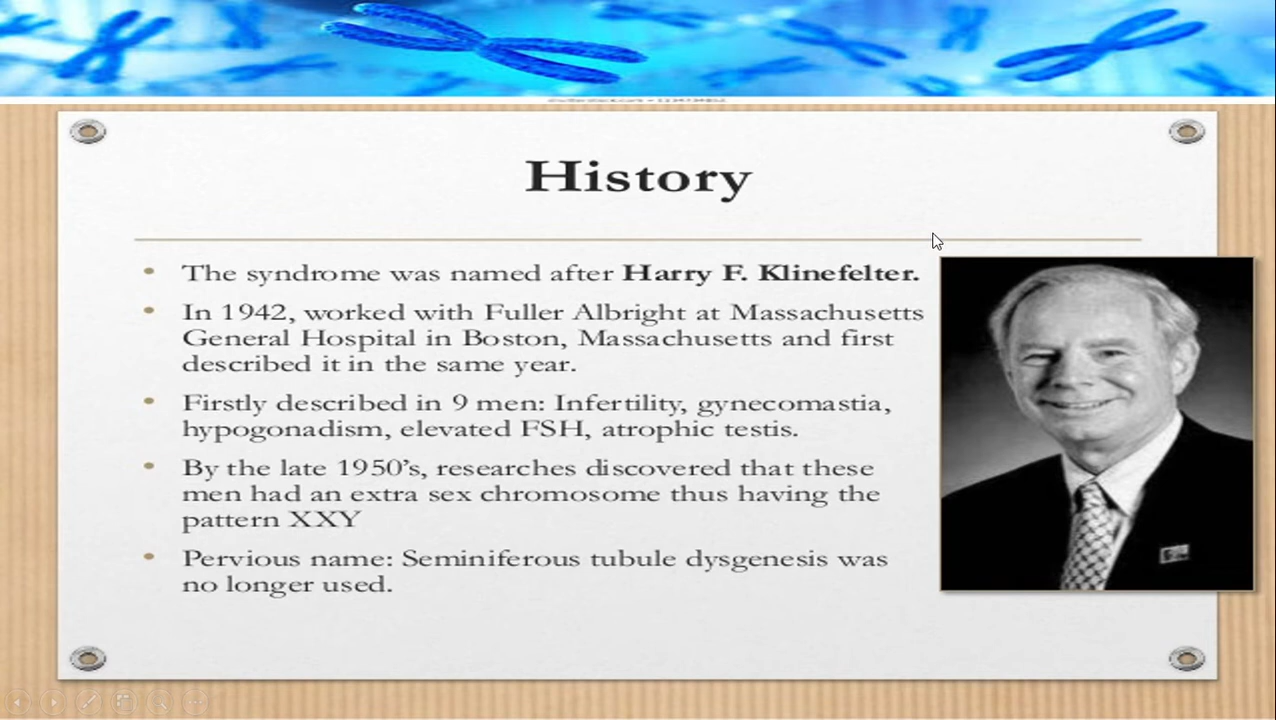 History
• The syndrome was named after Harry F. Klinefelter.
• In 1942, worked with Fuller Albright at Massachusetts
General Hospital in Boston, Massachusetts and first
described it in the same year.
• Firstly described in 9 men: Infertility, gynecomastia,
hypogonadism, elevated FSH, atrophic testis.
• By the late 1950's, researches discovered that these
men had an extra sex chromosome thus having the
pattern XXY
• Pervious name: Seminiferous tubule dysgenesis was
no longer used.